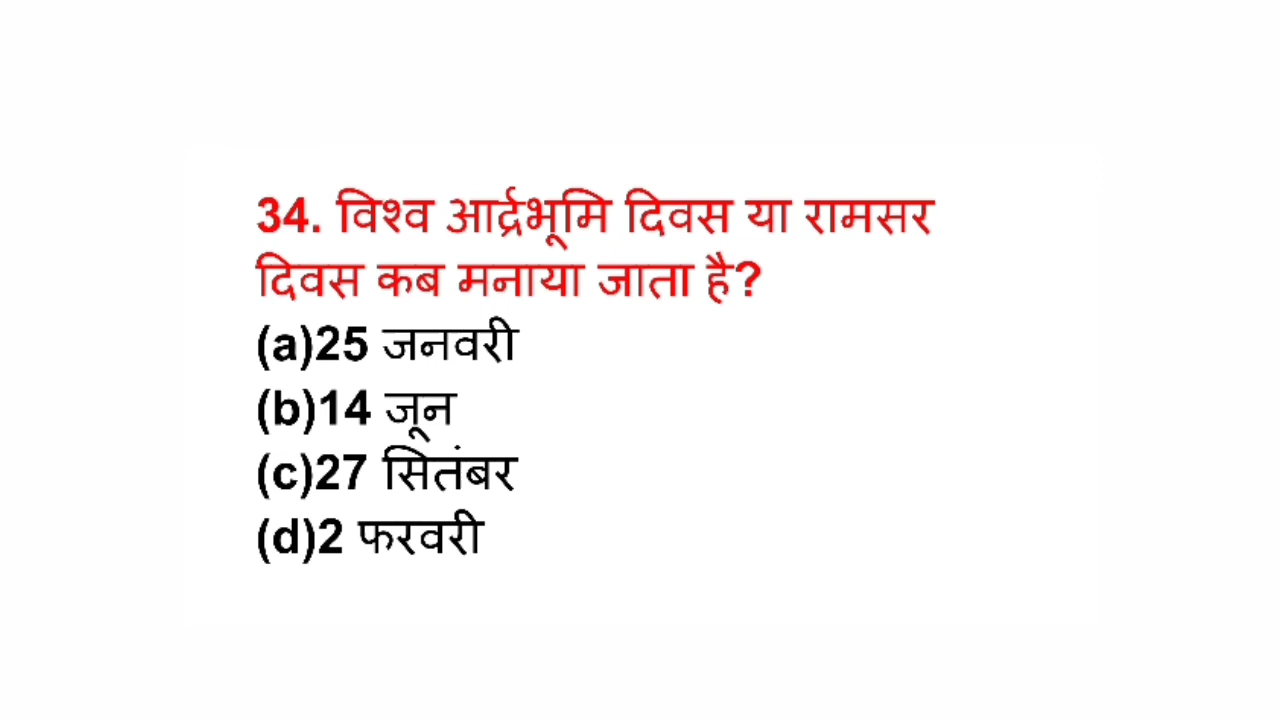 34. विश्व आर्द्रभूमि दिवस या रामसर
दिवस कब मनाया जाता है?
(a)25 जनवरी
(b)14 जून
(c)27 सितंबर
(d)2 फरवरी